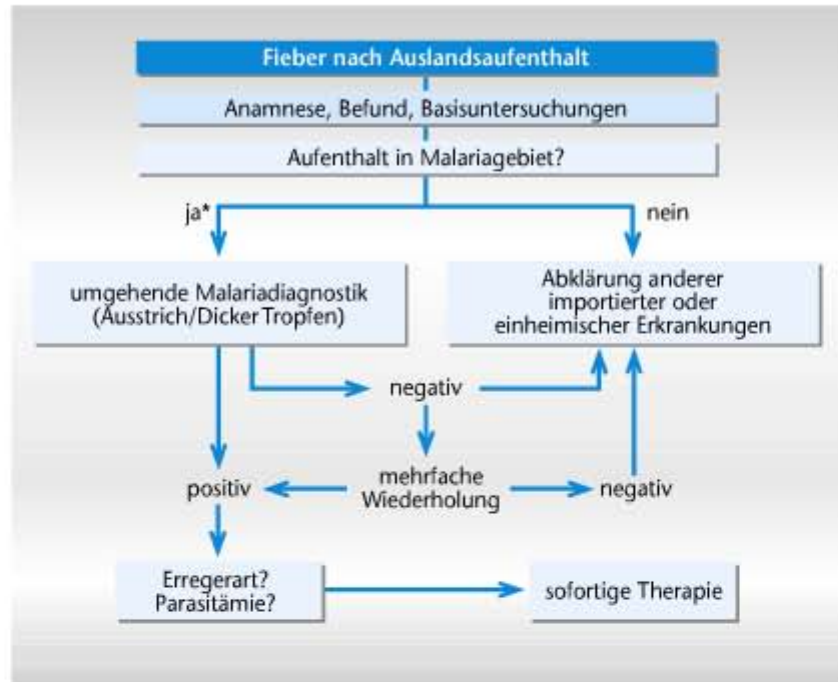 Fieber nach Auslandsaufenthalt
Anamnese, Befund, Basisuntersuchungen
Aufenthalt in Malariagebiet?
ja*
nein
umgehende Malariadiagnostik
(Ausstrich/Dicker Tropfen)
Abklärung anderer
importierter oder
einheimischer Erkrankungen
negativ
positiv
mehrfache
Wiederholung
negativ
Erregerart?
Parasitämie?
sofortige Therapie